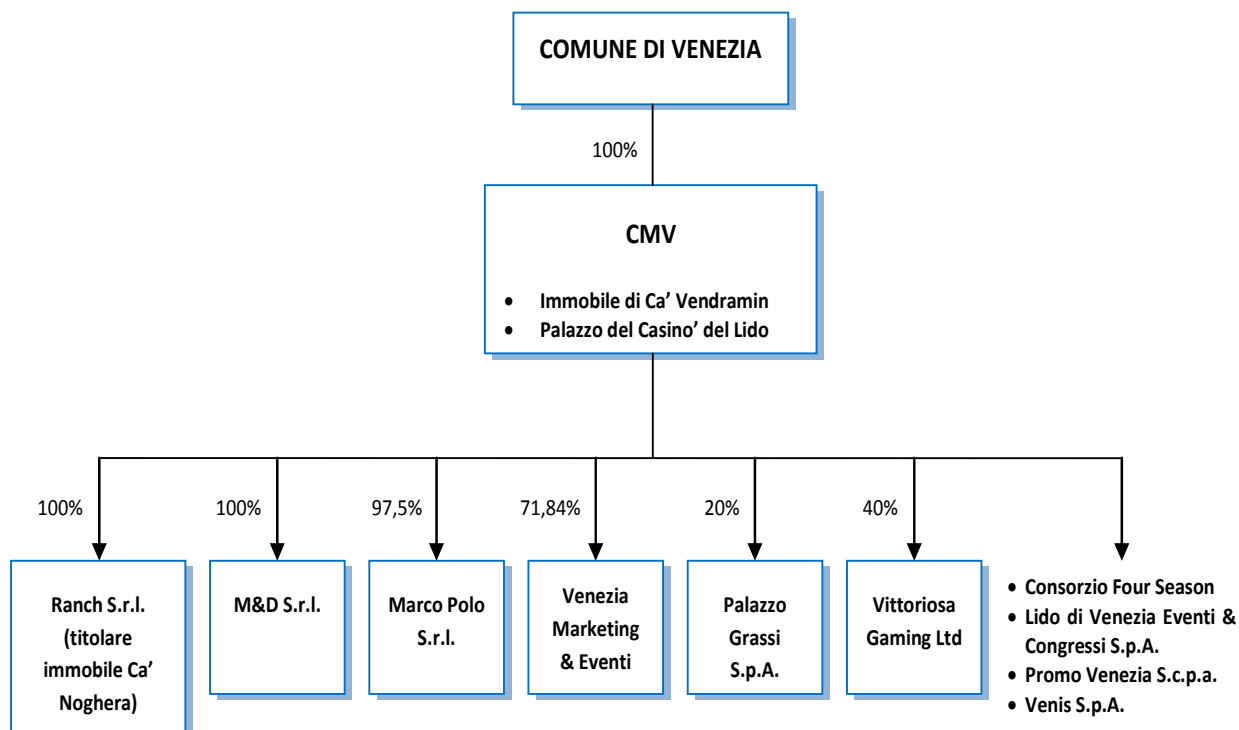 COMUNE DI VENEZIA
100%
CMV
• Immobile di Ca’ Vendramin
• Palazzo del Casino’ del Lido
100%
100%
97,5%
71,84%
20%
40%
Ranch S.r.l.
(titolare
immobile Ca’
Noghera)
M&D S.r.l.
Marco Polo
S.r.l.
Venezia
Marketing
& Eventi
Palazzo
Grassi
S.p.A.
Vittoriosa
Gaming Ltd
• Consorzio Four Season
• Lido di Venezia Eventi &
Congressi S.p.A.
• Promo Venezia S.c.p.a.
• Venis S.p.A.